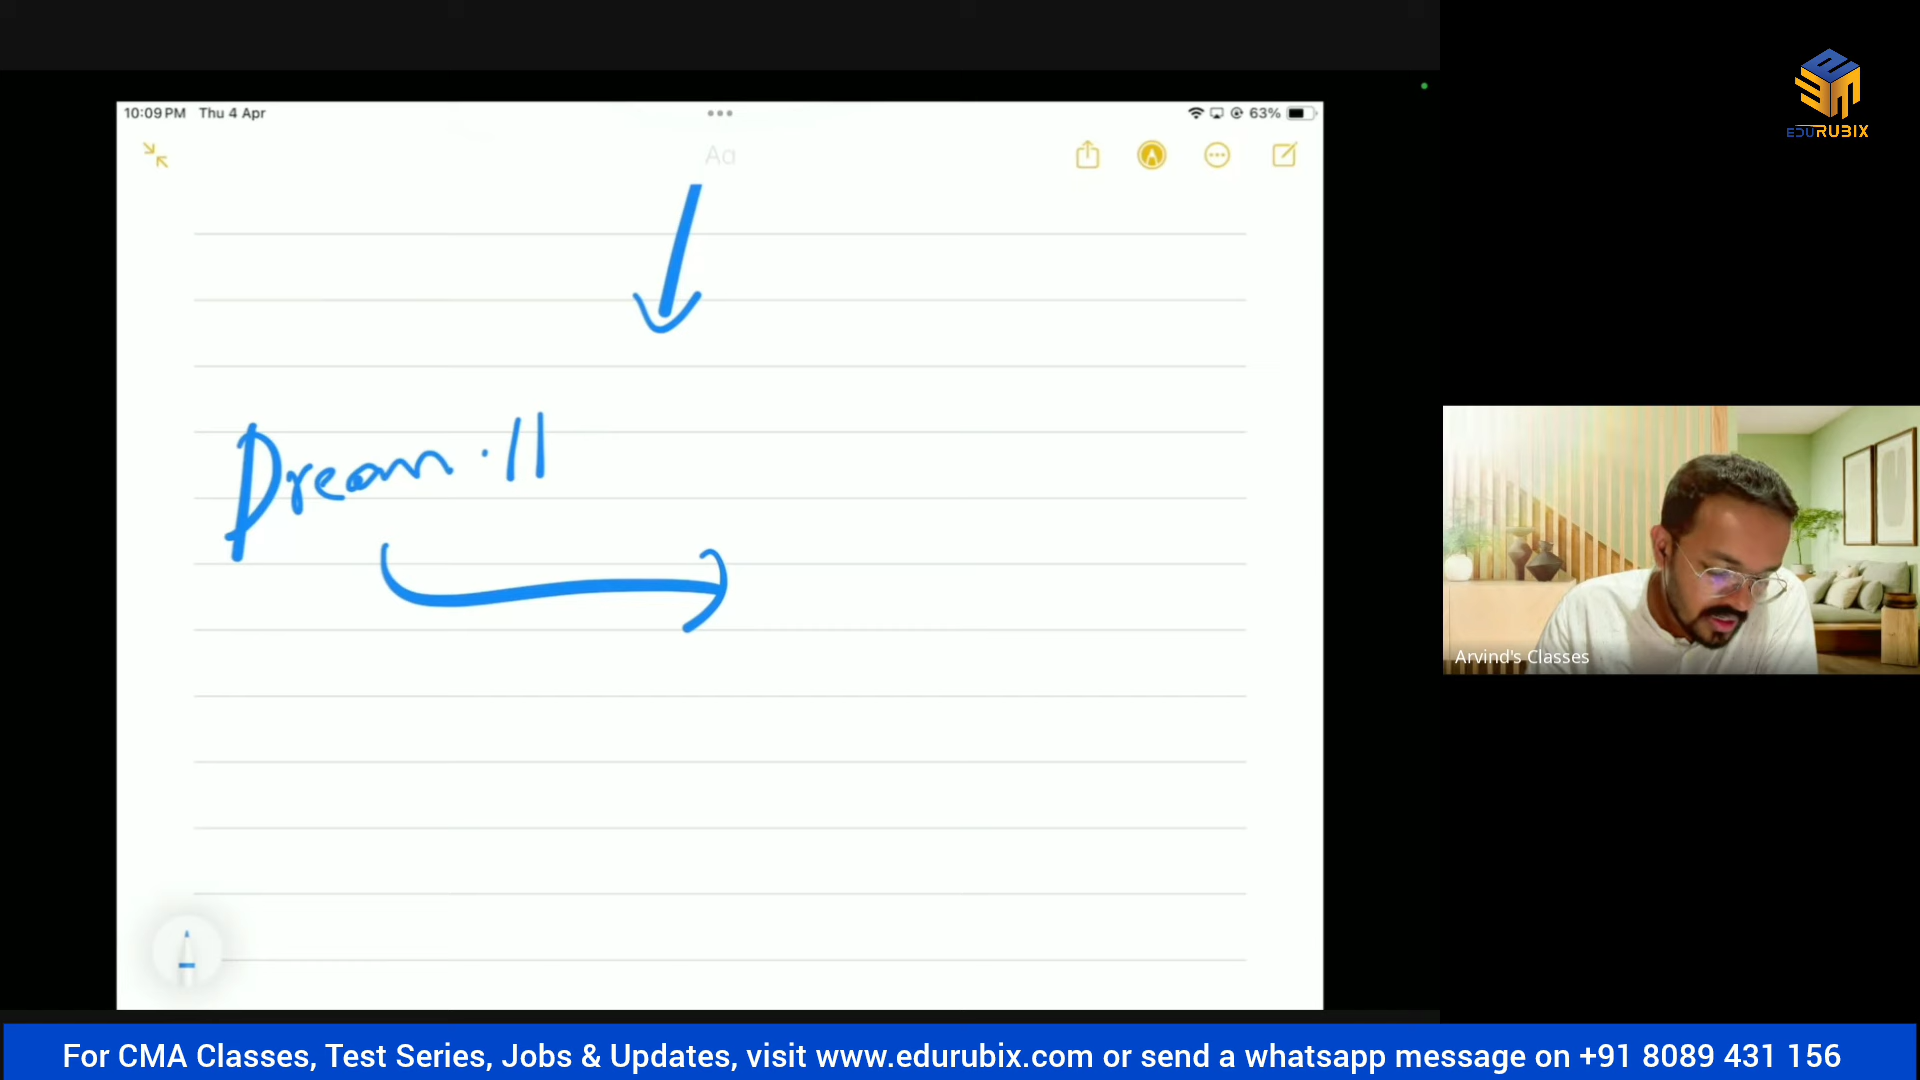 EDURUBIX
10:09 PM Thu 4 Apr
63%
Aa
Dream.11
Arvind's Classes
For CMA Classes, Test Series, Jobs & Updates, visit www.edurubix.com or send a whatsapp message on +91 8089 431 156